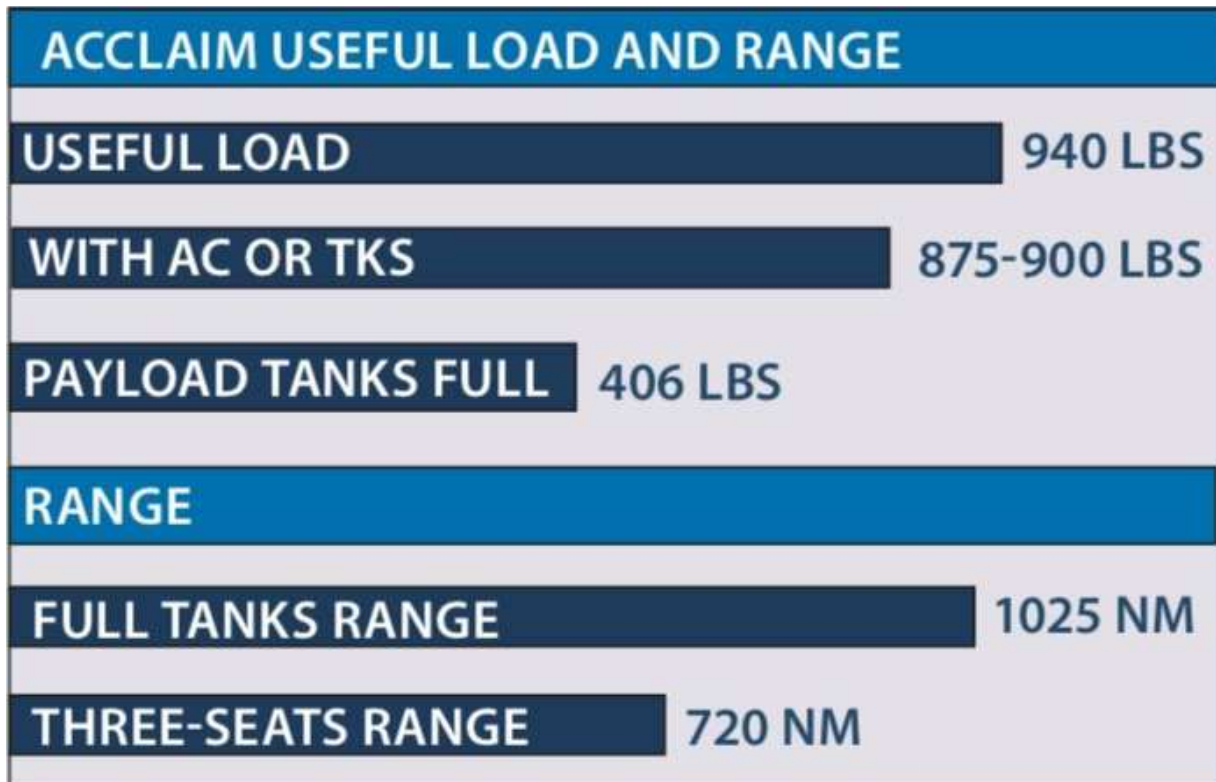 ACCLAIM USEFUL LOAD AND RANGE
USEFUL LOAD 940 LBS
WITH AC OR TKS 875-900 LBS
PAYLOAD TANKS FULL 406 LBS
RANGE
FULL TANKS RANGE 1025 NM
THREE-SEATS RANGE 720 NM